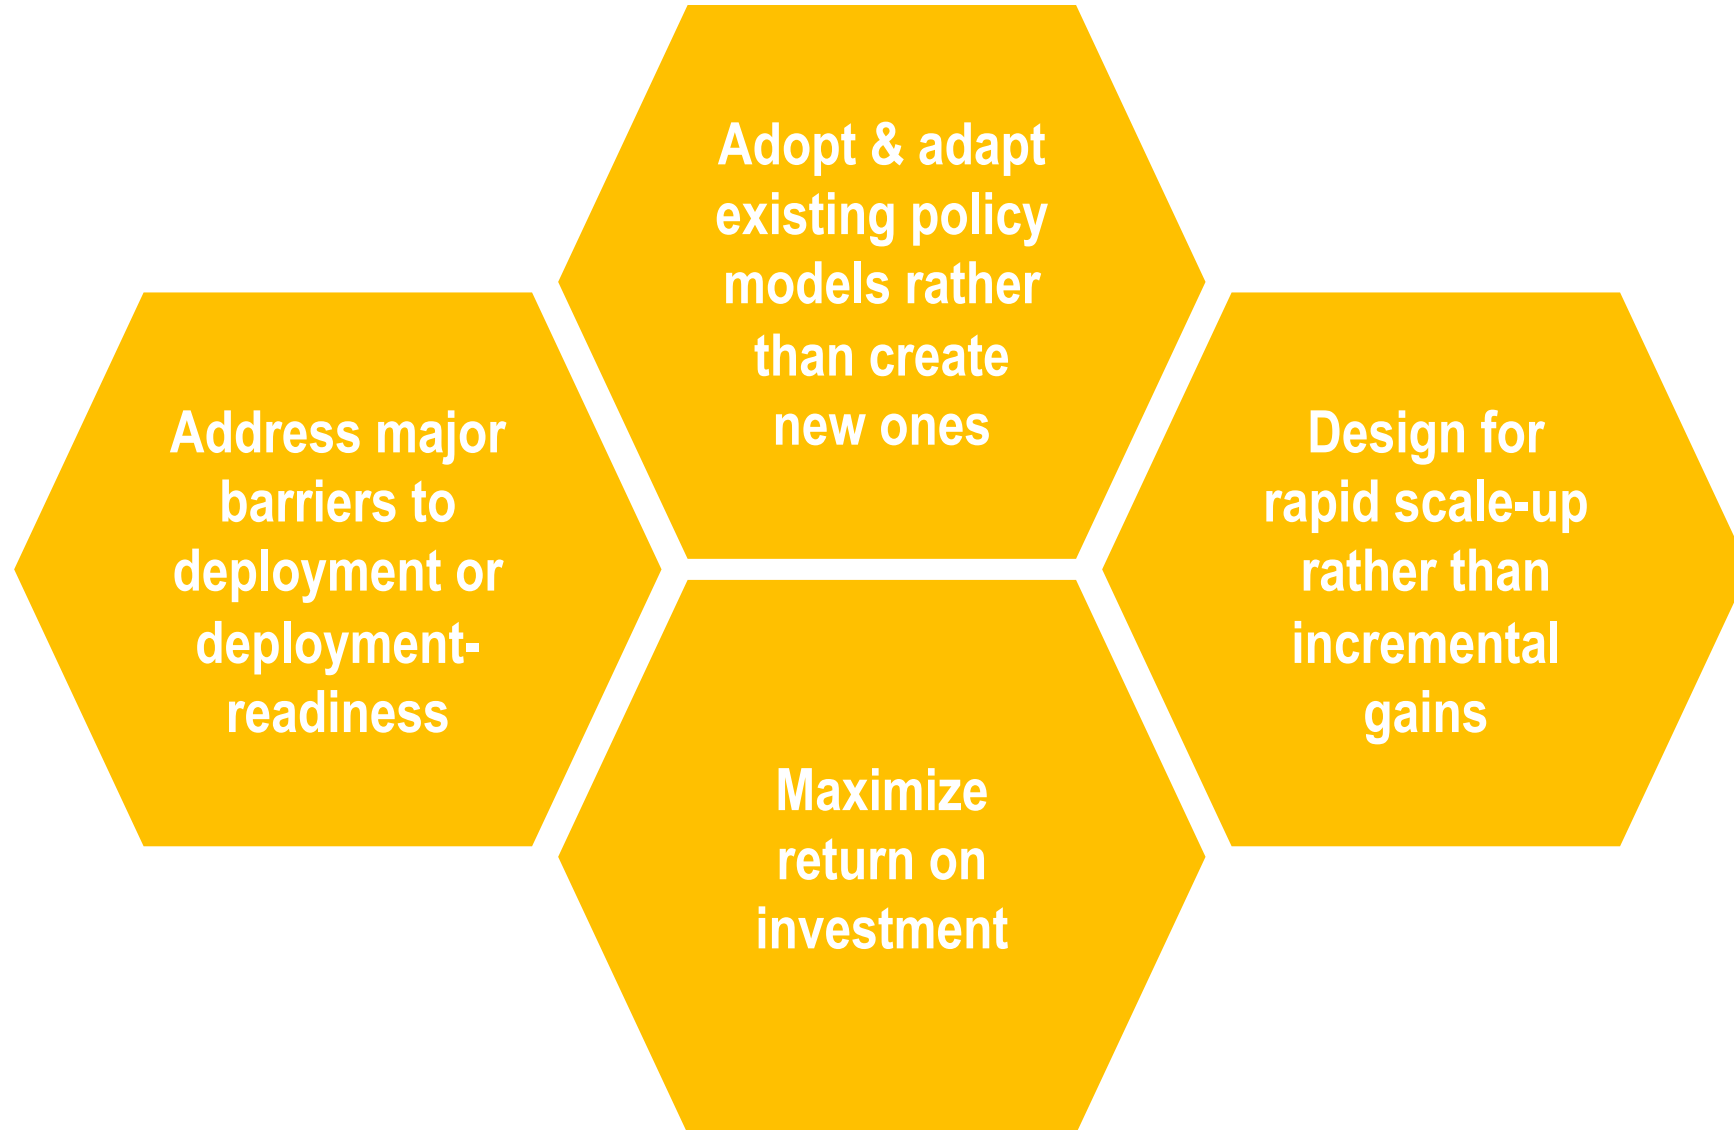 Adopt & adapt
existing policy
models rather
than create
new ones
Address major
barriers to
deployment or
deployment-
readiness
Design for
rapid scale-up
rather than
incremental
gains
Maximize
return on
investment